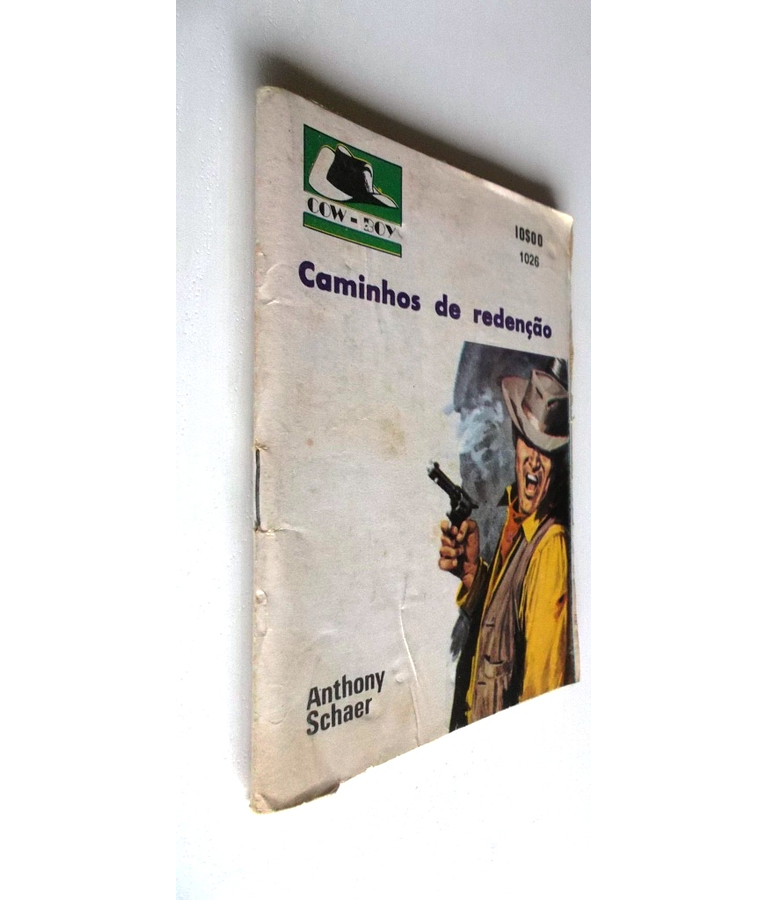 COW-BOY
10$00
1026
Caminhos de redenção
Anthony
Schaer